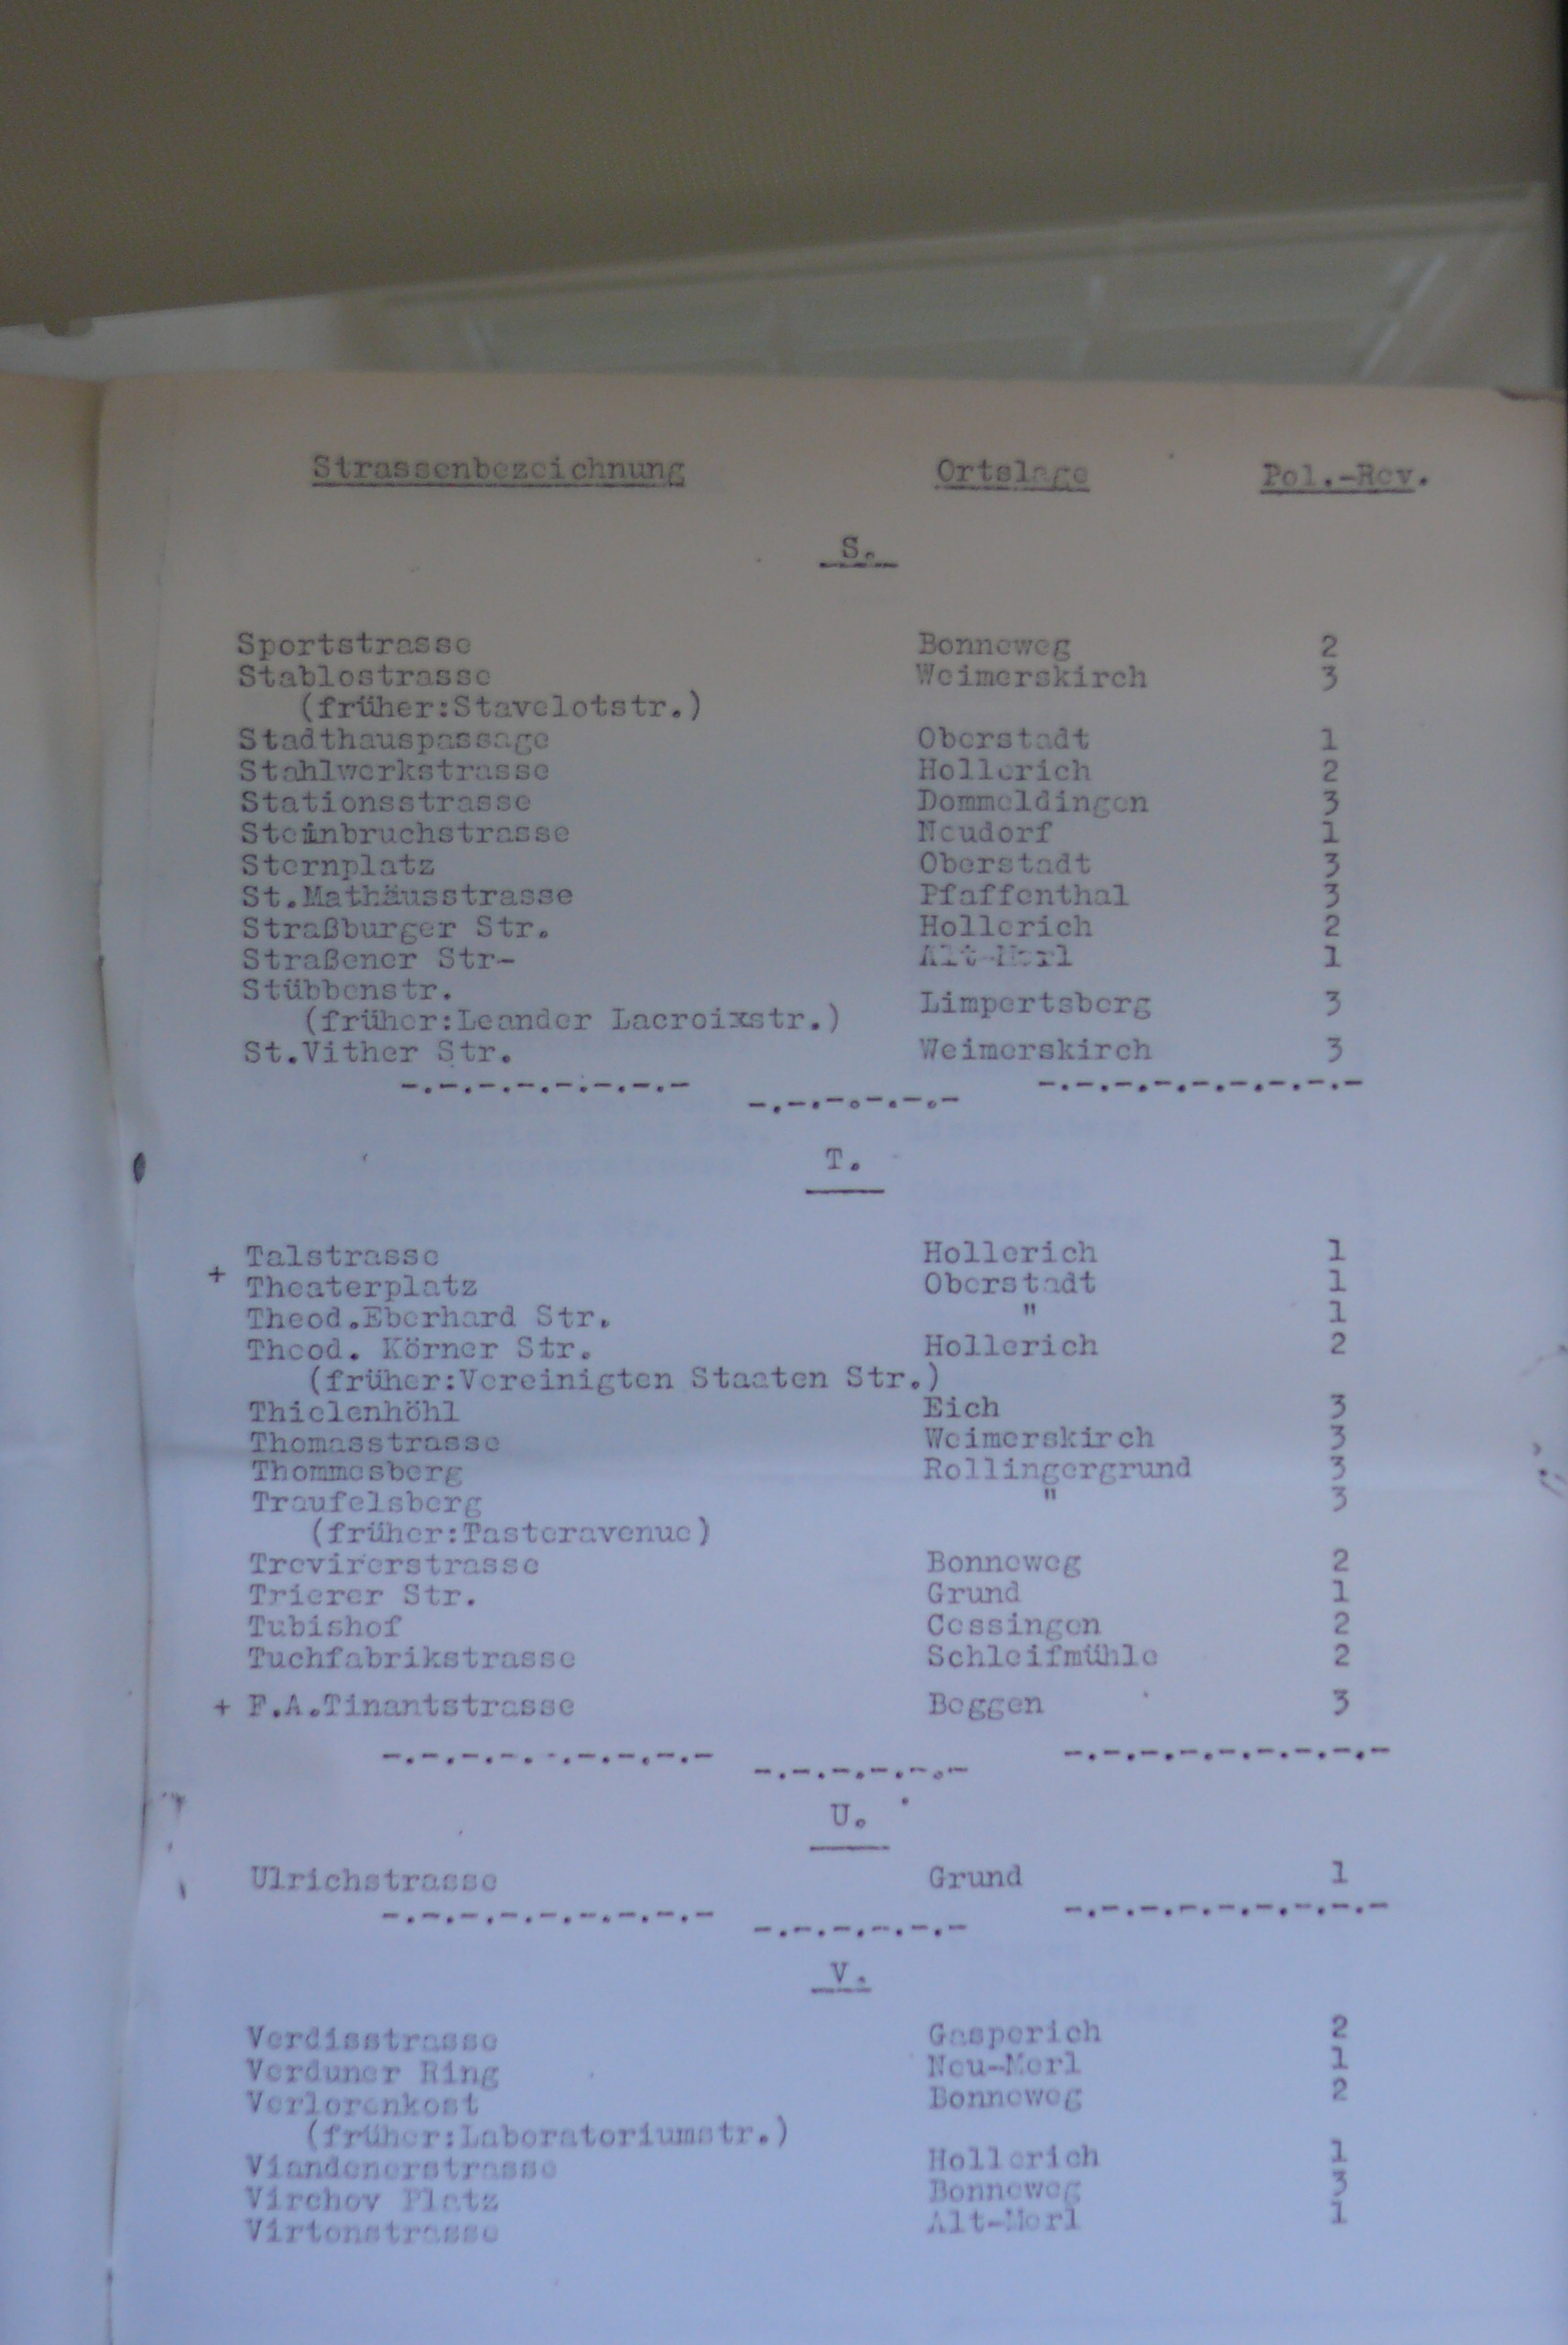 Strassenbezeichnung Ortslage Pol.-Rev.
S.
Sportstrasse Bonneweg 2
Stablostrasse Weimerskirch 3
(früher:Stavelotstr.)
Stadthauspassage Oberstadt 1
Stahlwerkstrasse Hollerich 2
Stationsstrasse Dommeldingen 3
Steinbruchstrasse Neudorf 1
Sternplatz Oberstadt 3
St.Mathäusstrasse Pfaffenthal 3
Straßburger Str. Hollerich 2
Straßener Str- Alt-Merl 1
Stübbenstr.
(früher:Leander Lacroixstr.) Limpertsberg 3
St.Vither Str. Weimerskirch 3
-.-.-.-.-.-.-.- -.-.-.-.-.- -.-.-.-.-.-.-.-.-
T.
Talstrasse Hollerich 1
+ Theaterplatz Oberstadt 1
Theod.Eberhard Str. " 1
Theod. Körner Str. Hollerich 2
(früher:Vereinigten Staaten Str.)
Thielenhöhl Eich 3
Thomasstrasse Weimerskirch 3
Thommesberg Rollingergrund 3
Traufelsberg " 3
(früher:Pasteravenue)
Trevirerstrasse Bonneweg 2
Trierer Str. Grund 1
Tubishof Cessingen 2
Tuchfabrikstrasse Schleifmühle 2
+ F.A.Tinantstrasse Beggen 3
-.-.-.-.-.-.-.-.- -.-.-.-.-.- -.-.-.-.-.-.-.-.-
U.
Ulrichstrasse Grund 1
-.-.-.-.-.-.-.-.- -.-.-.-.-.- -.-.-.-.-.-.-.-.-
V.
Verdisstrasse Gasperich 2
Verduner Ring Neu-Merl 1
Verlorenkost Bonneweg 2
(früher:Laboratoriumstr.)
Viandenerstrasse Hollerich 1
Virchov Platz Bonneweg 3
Virtonstrasse Alt-Merl 1